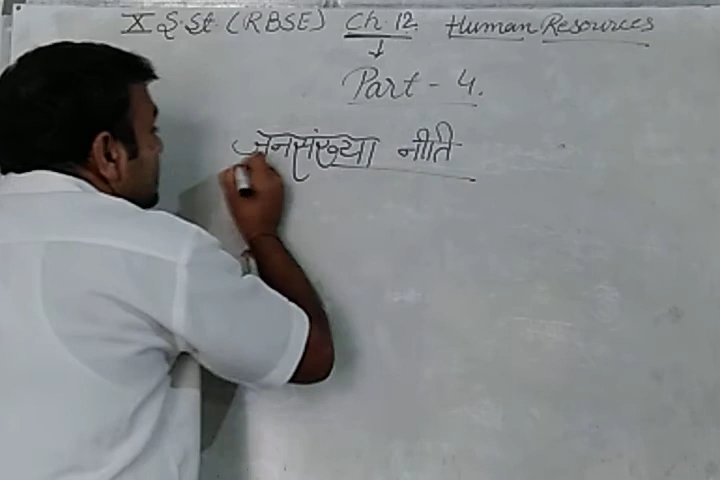 X S.St. (RBSE) Ch 12. Human Resources
↓
Part - 4.
जनसंख्या नीति